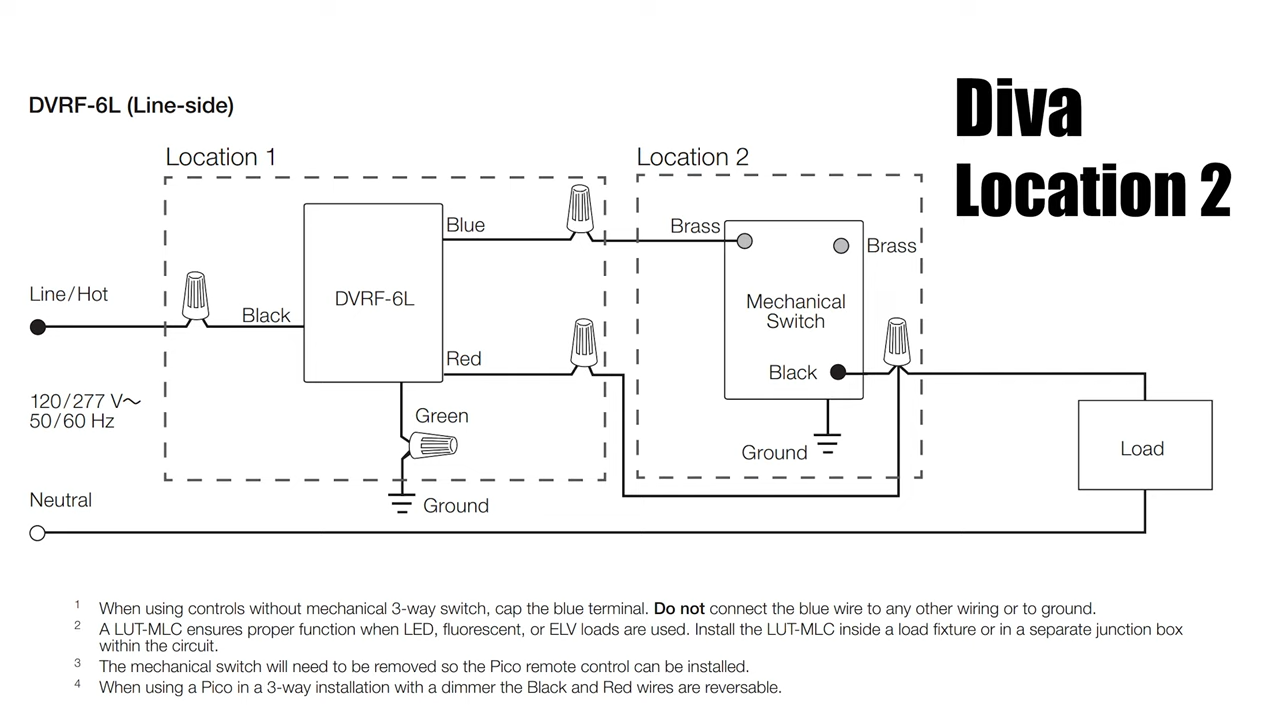 Diva
Location 2
DVRF-6L (Line-side)
Location 1
Location 2
Blue
Brass
Brass
Line/Hot
Black
DVRF-6L
Mechanical
Switch
Red
Black
120/277 V~
50/60 Hz
Green
Ground
Load
Neutral
Ground
1 When using controls without mechanical 3-way switch, cap the blue terminal. Do not connect the blue wire to any other wiring or to ground.
2 A LUT-MLC ensures proper function when LED, fluorescent, or ELV loads are used. Install the LUT-MLC inside a load fixture or in a separate junction box
within the circuit.
3 The mechanical switch will need to be removed so the Pico remote control can be installed.
4 When using a Pico in a 3-way installation with a dimmer the Black and Red wires are reversable.